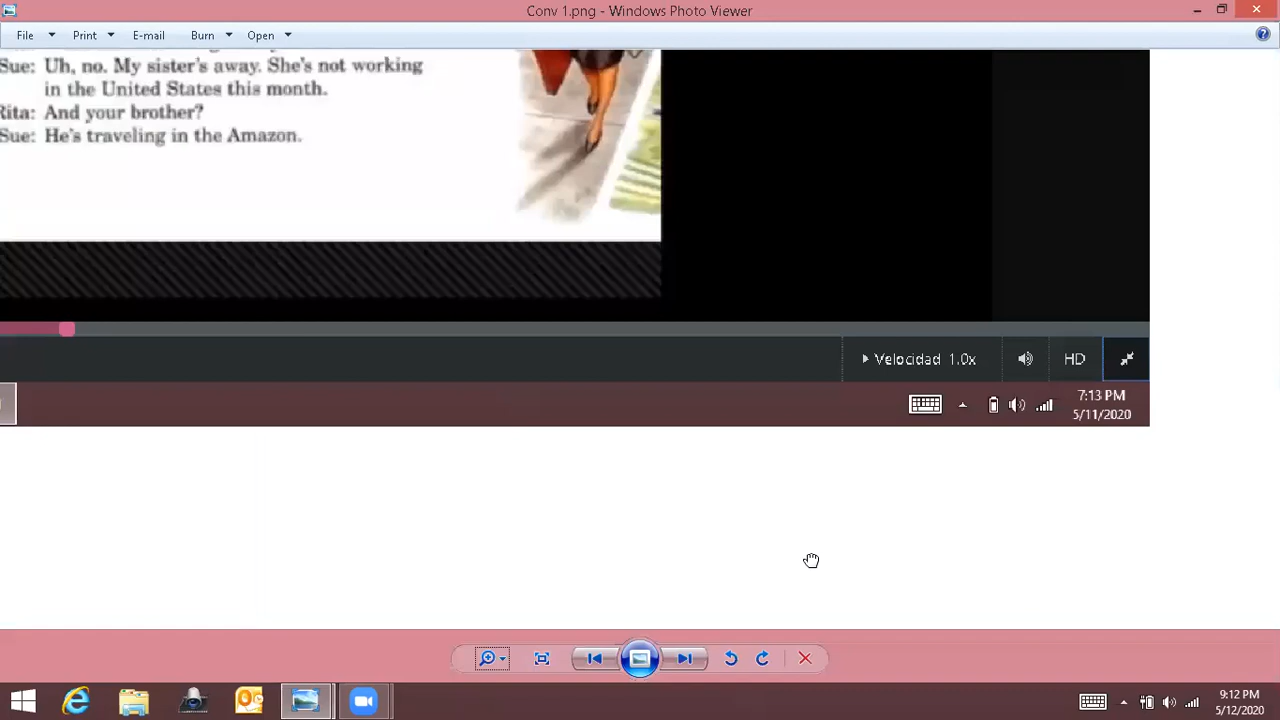 Conv 1.png - Windows Photo Viewer
File Print E-mail Burn Open
Sue: Uh, no. My sister's away. She's not working
in the United States this month.
Rita: And your brother?
Sue: He's traveling in the Amazon.
Velocidad 1.0x HD
7:13 PM
5/11/2020
9:12 PM
5/12/2020